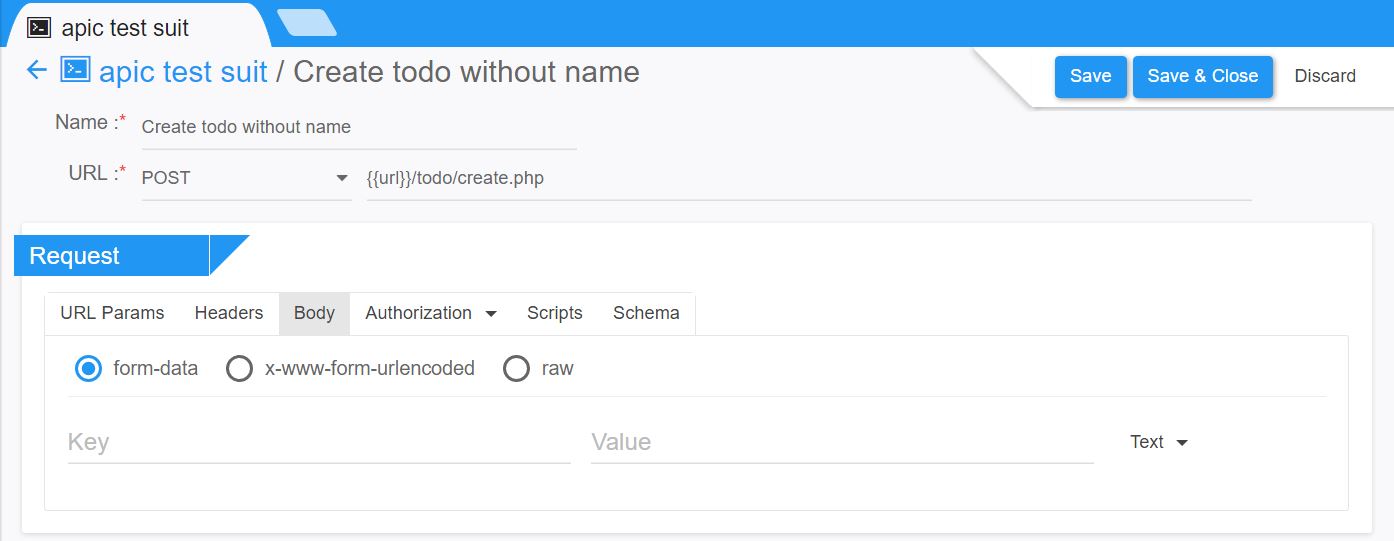 apic test suit
apic test suit / Create todo without name
Save Save & Close Discard
Name :* Create todo without name
URL :* POST {{url}}/todo/create.php
Request
URL Params Headers Body Authorization Scripts Schema
form-data x-www-form-urlencoded raw
Key Value Text